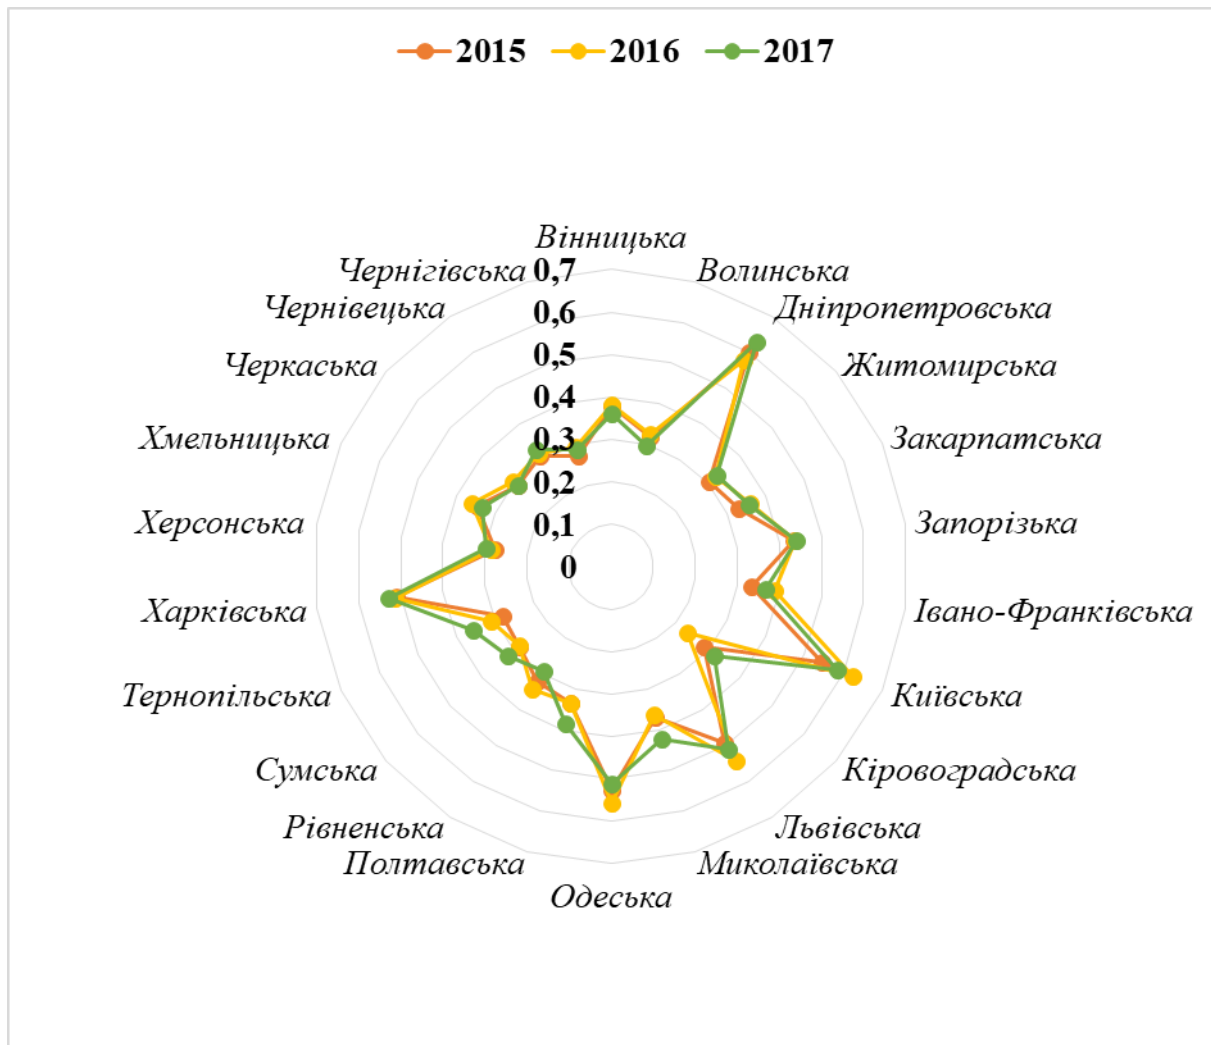 2015 2016 2017
Вінницька
Чернігівська 0,7 Волинська
Чернівецька 0,6 Дніпропетровська
Черкаська 0,5 Житомирська
0,4
Хмельницька 0,3 Закарпатська
0,2
Херсонська 0,1 Запорізька
0
Харківська Івано-Франківська
Тернопільська Київська
Сумська Кіровоградська
Рівненська Львівська
Полтавська Миколаївська
Одеська